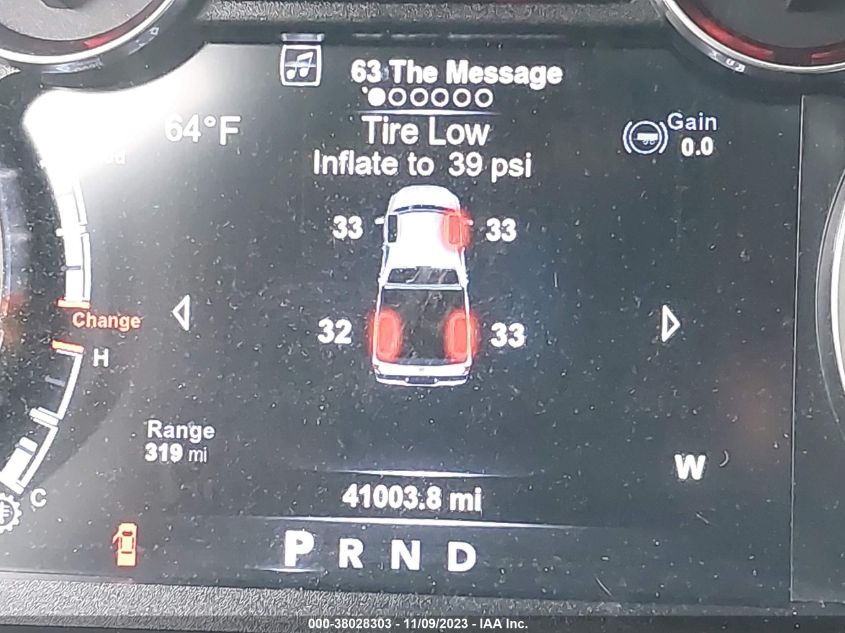 63 The Message
64°F
Tire Low
Gain
0.0
Inflate to 39 psi
33 33
Change
32 33
H
Range
319 mi
W
C
41003.8 mi
P R N D
000-38028303 - 11/09/2023 - IAA Inc.